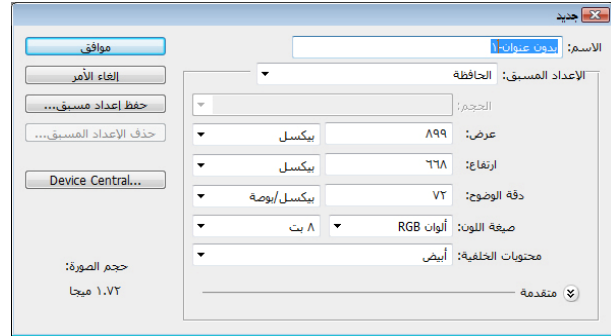 جديد
الاسم: بدون عنوان-١
موافق
الإعداد المسبق: الحافظة
إلغاء الأمر
الحجم:
حفظ إعداد مسبق...
عرض: ٨٩٩ بيكسل
حذف الإعداد المسبق...
ارتفاع: ٦٦٨ بيكسل
Device Central...
دقة الوضوح: ٧٢ بيكسل/بوصة
صيغة اللون: ألوان RGB ٨ بت
محتويات الخلفية: أبيض
حجم الصورة:
متقدمة
١.٧٢ ميجا